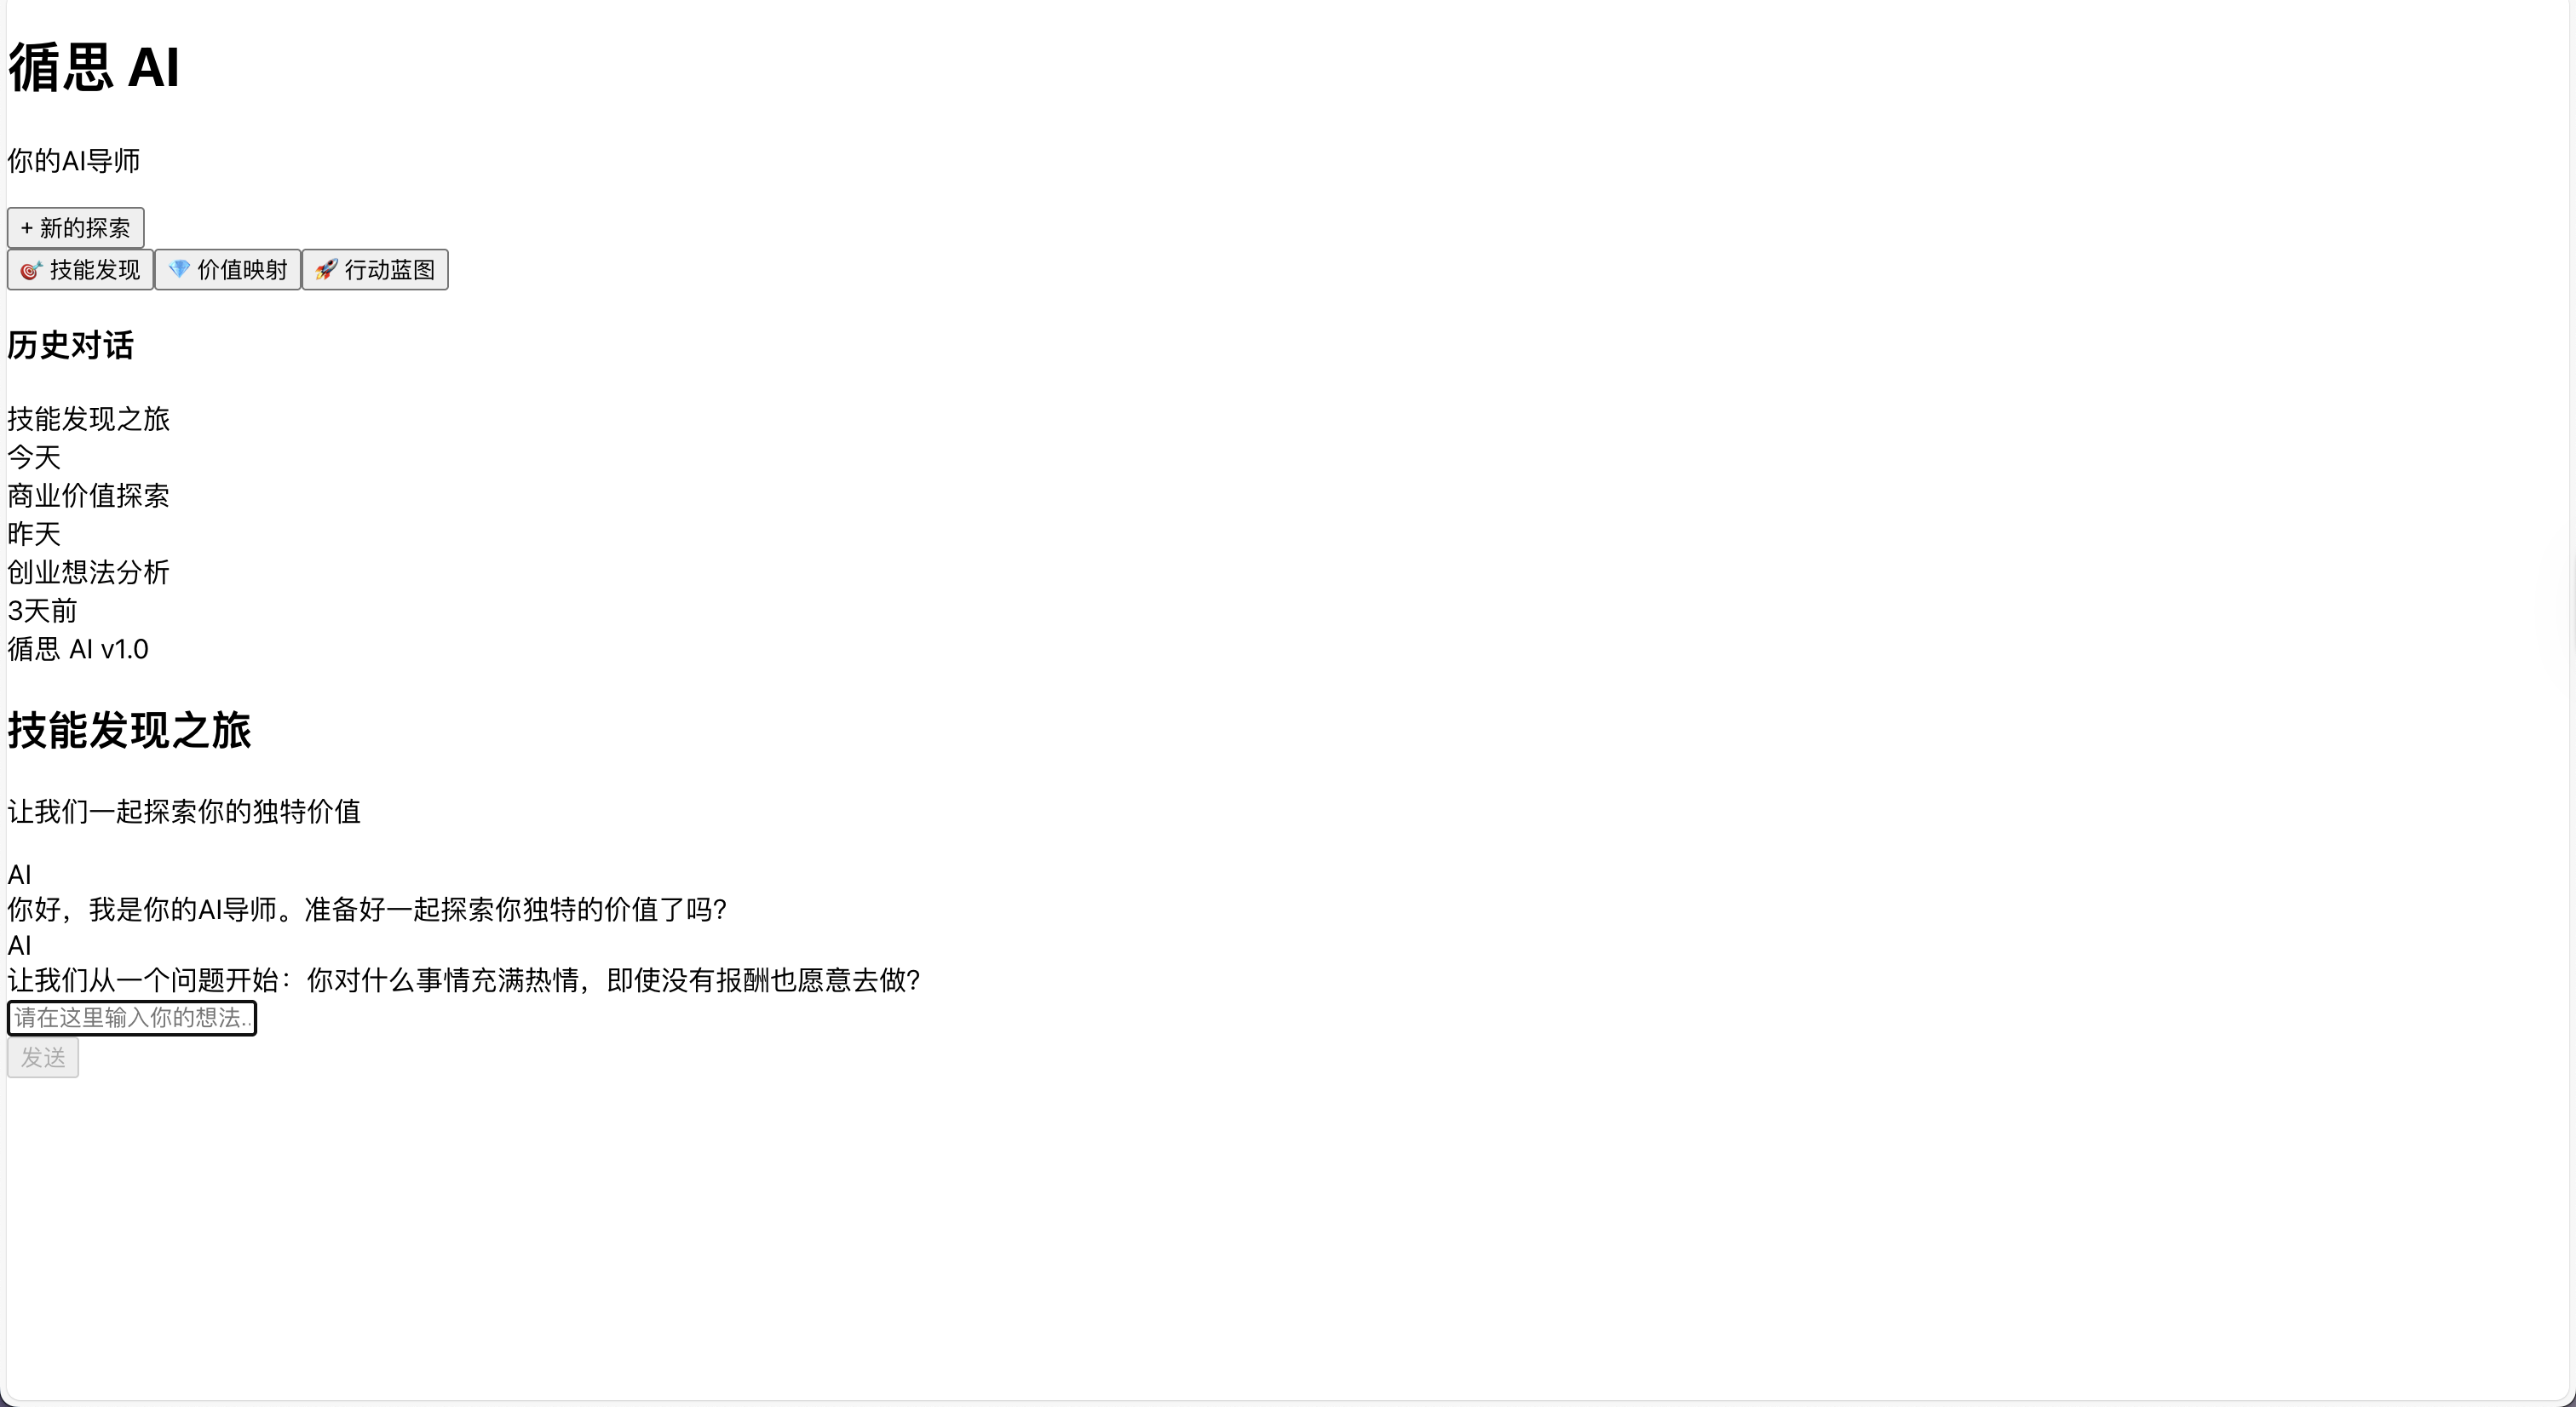 循思 AI
你的AI导师
+ 新的探索
🎯 技能发现 💎 价值映射 🚀 行动蓝图
历史对话
技能发现之旅
今天
商业价值探索
昨天
创业想法分析
3天前
循思 AI v1.0
技能发现之旅
让我们一起探索你的独特价值
AI
你好，我是你的AI导师。准备好一起探索你独特的价值了吗?
AI
让我们从一个问题开始：你对什么事情充满热情，即使没有报酬也愿意去做?
请在这里输入你的想法..
发送